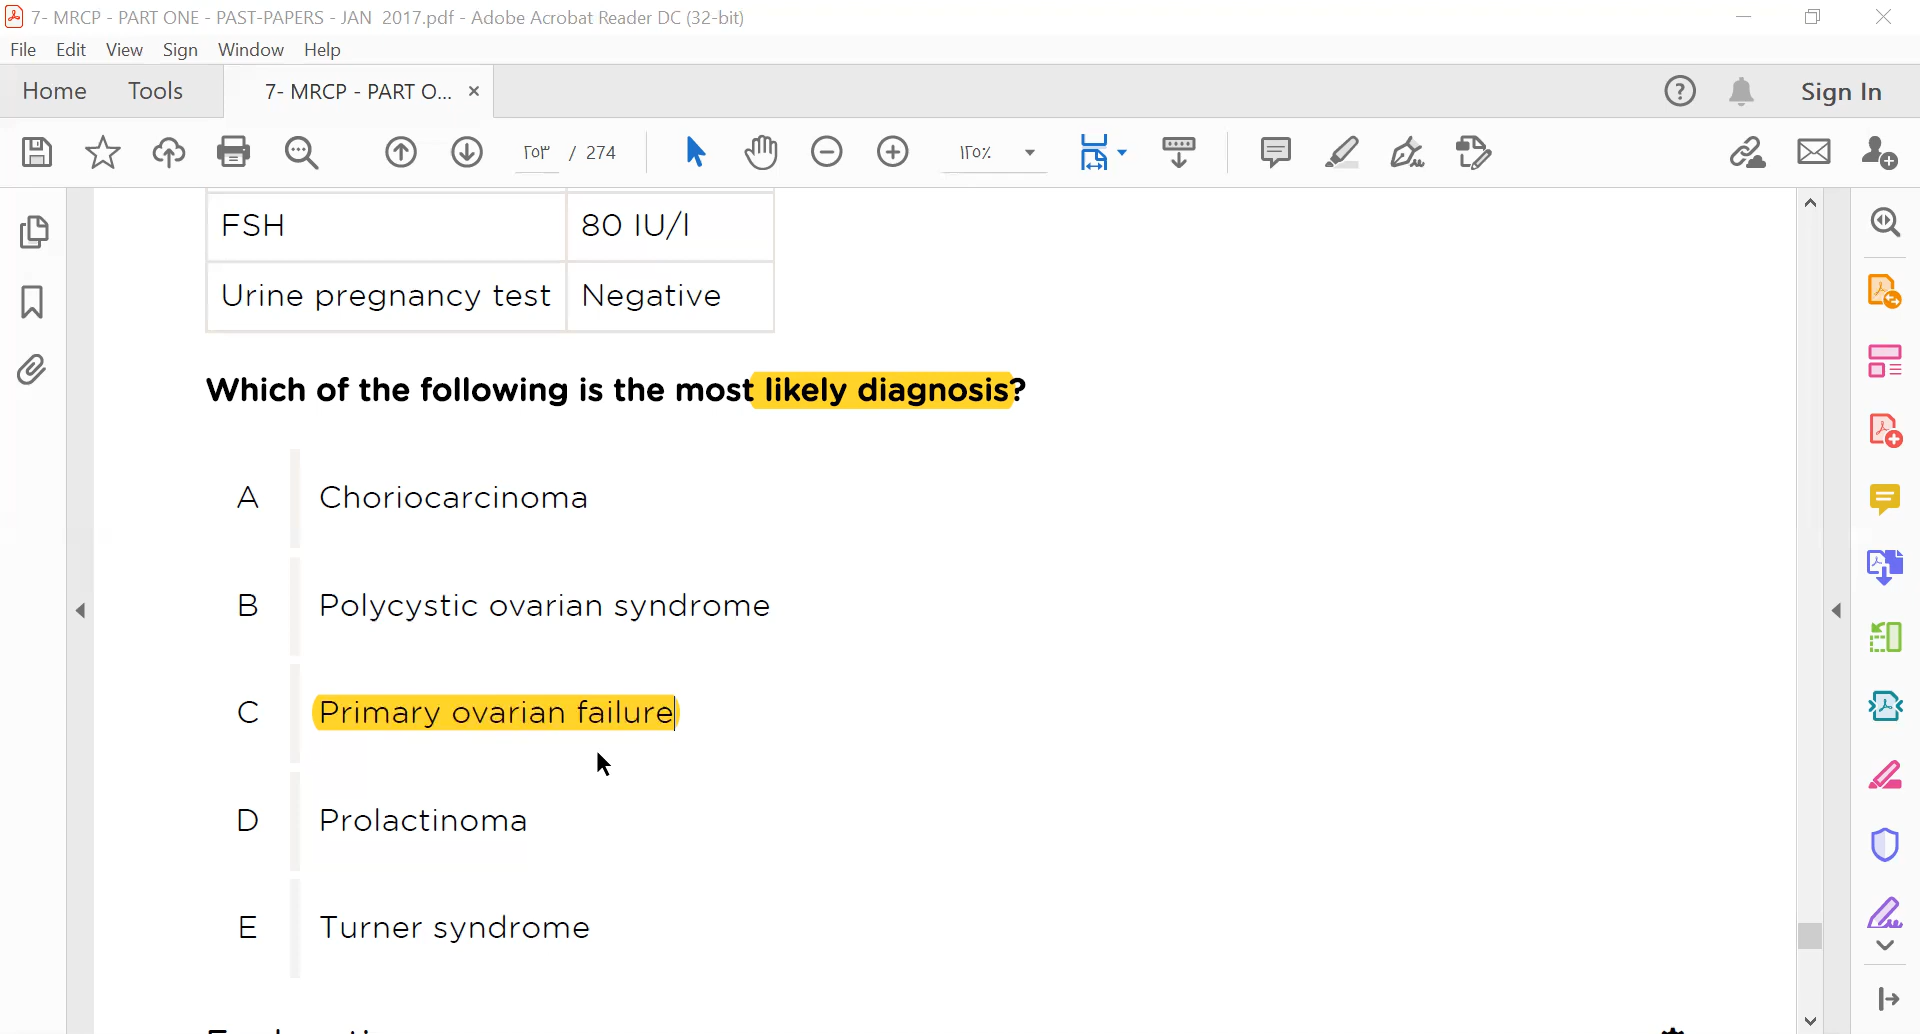 7- MRCP - PART ONE - PAST-PAPERS - JAN 2017.pdf - Adobe Acrobat Reader DC (32-bit)
File Edit View Sign Window Help
Home Tools 7- MRCP - PART O... × Sign In
٢٥٣ / 274 ١٢٥٪
FSH 80 IU/l
Urine pregnancy test Negative
Which of the following is the most likely diagnosis?
A Choriocarcinoma
B Polycystic ovarian syndrome
C Primary ovarian failure
D Prolactinoma
E Turner syndrome